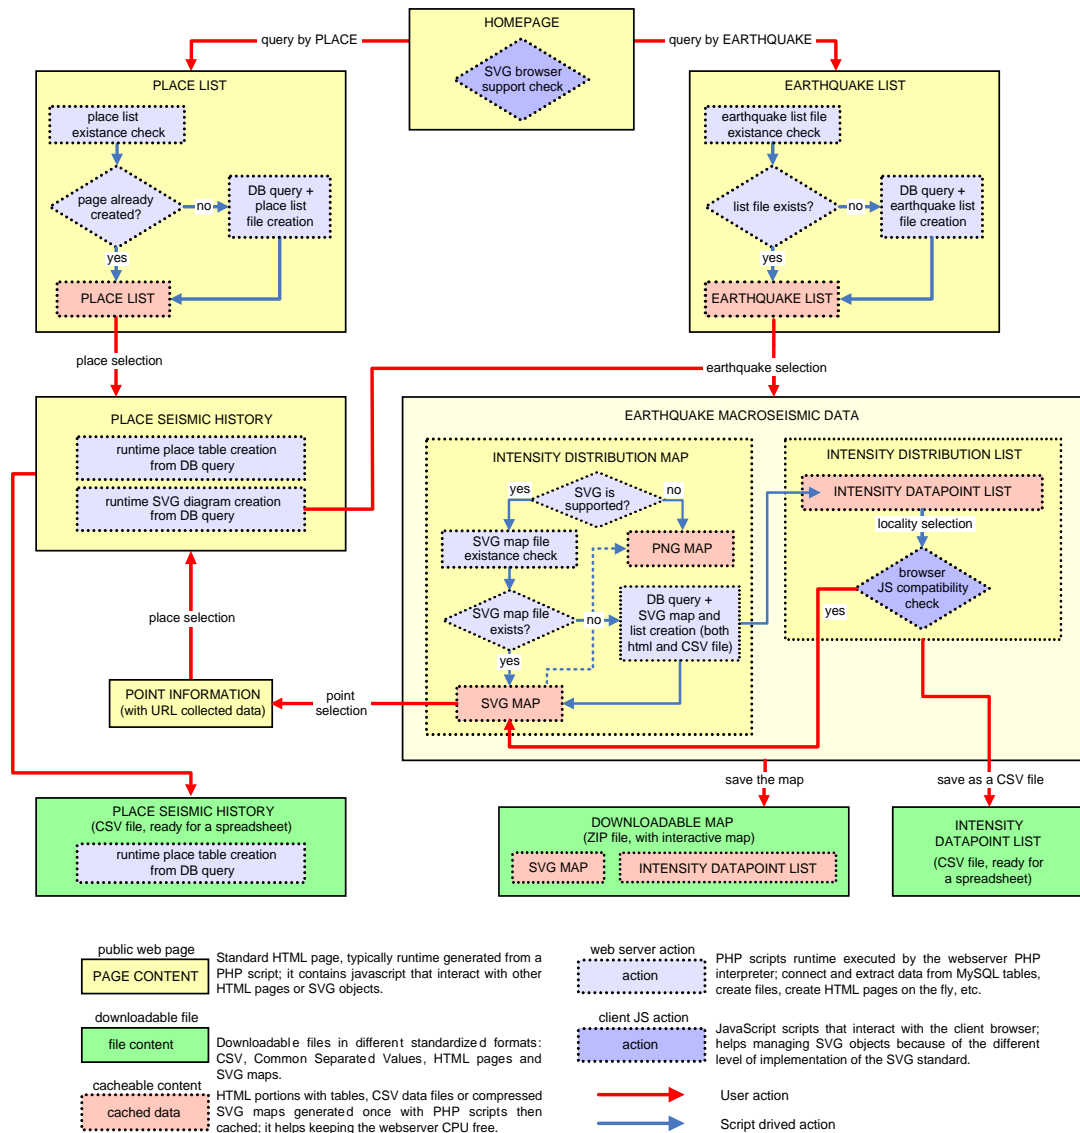 HOMEPAGE
SVG browser
support check
query by PLACE
query by EARTHQUAKE
PLACE LIST
place list
existance check
page already
created?
no
DB query +
place list
file creation
yes
PLACE LIST
EARTHQUAKE LIST
earthquake list file
existance check
list file exists?
no
DB query +
earthquake list
file creation
yes
EARTHQUAKE LIST
place selection
earthquake selection
PLACE SEISMIC HISTORY
runtime place table creation
from DB query
runtime SVG diagram creation
from DB query
EARTHQUAKE MACROSEISMIC DATA
INTENSITY DISTRIBUTION MAP
SVG is
supported?
yes
no
SVG map file
existance check
PNG MAP
SVG map file
exists?
no
DB query +
SVG map and
list creation (both
html and CSV file)
yes
SVG MAP
INTENSITY DISTRIBUTION LIST
INTENSITY DATAPOINT LIST
locality selection
browser
JS compatibility
check
yes
place selection
POINT INFORMATION
(with URL collected data)
point
selection
save the map
save as a CSV file
PLACE SEISMIC HISTORY
(CSV file, ready for a spreadsheet)
runtime place table creation
from DB query
DOWNLOADABLE MAP
(ZIP file, with interactive map)
SVG MAP
INTENSITY DATAPOINT LIST
INTENSITY
DATAPOINT LIST
(CSV file, ready for
a spreadsheet)
public web page
PAGE CONTENT
Standard HTML page, typically runtime generated from a
PHP script; it contains javascript that interact with other
HTML pages or SVG objects.
downloadable file
file content
Downloadable files in different standardized formats:
CSV, Common Separated Values, HTML pages and
SVG maps.
cacheable content
cached data
HTML portions with tables, CSV data files or compressed
SVG maps generated once with PHP scripts then
cached; it helps keeping the webserver CPU free.
web server action
action
PHP scripts runtime executed by the webserver PHP
interpreter; connect and extract data from MySQL tables,
create files, create HTML pages on the fly, etc.
client JS action
action
JavaScript scripts that interact with the client browser;
helps managing SVG objects because of the different
level of implementation of the SVG standard.
User action
Script drived action